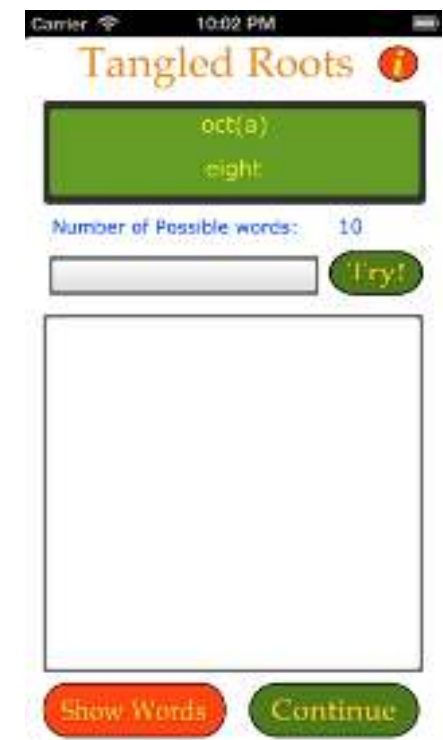 Carrier 10:02 PM
Tangled Roots i
oct(a)
eight
Number of Possible words: 10
Try!
Show Words Continue